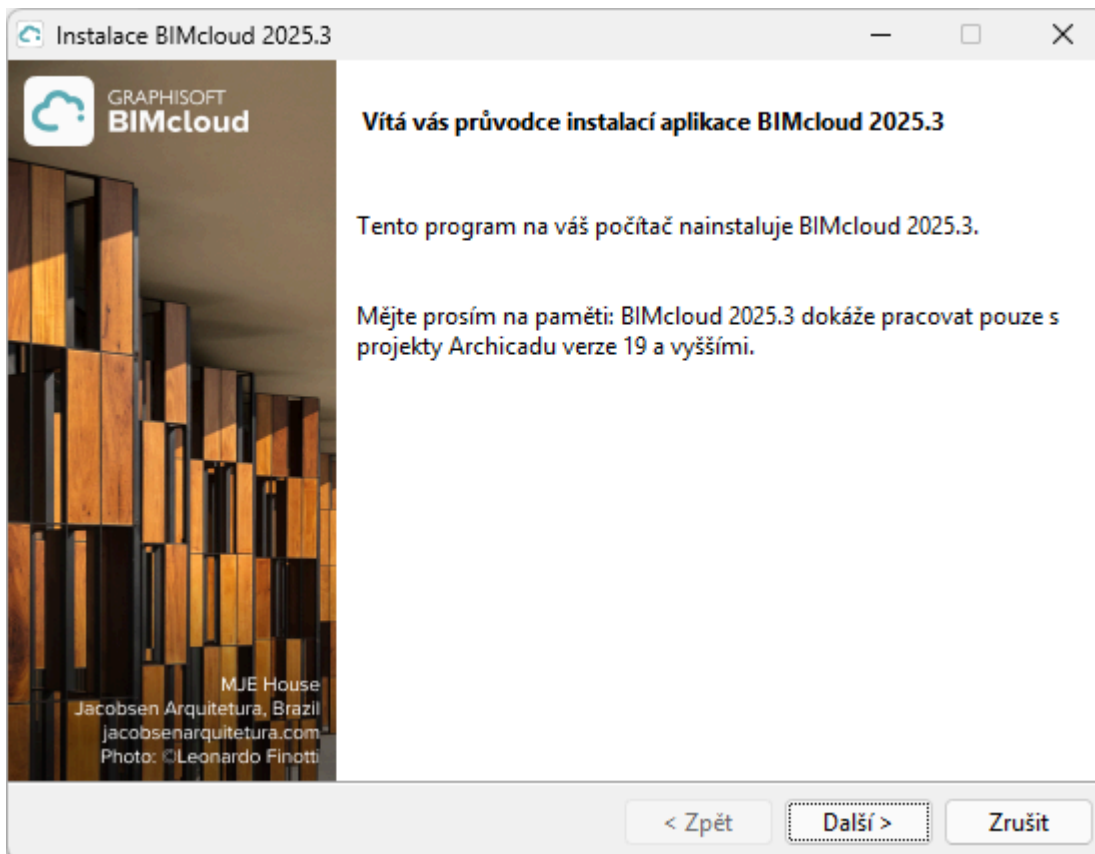 Instalace BIMcloud 2025.3
GRAPHISOFT
BIMcloud
Vítá vás průvodce instalací aplikace BIMcloud 2025.3
Tento program na váš počítač nainstaluje BIMcloud 2025.3.
Mějte prosím na paměti: BIMcloud 2025.3 dokáže pracovat pouze s
projekty Archicadu verze 19 a vyššími.
MJE House
Jacobsen Arquitetura, Brazil
jacobsenarquitetura.com
Photo: ©Leonardo Finotti
< Zpět
Další >
Zrušit